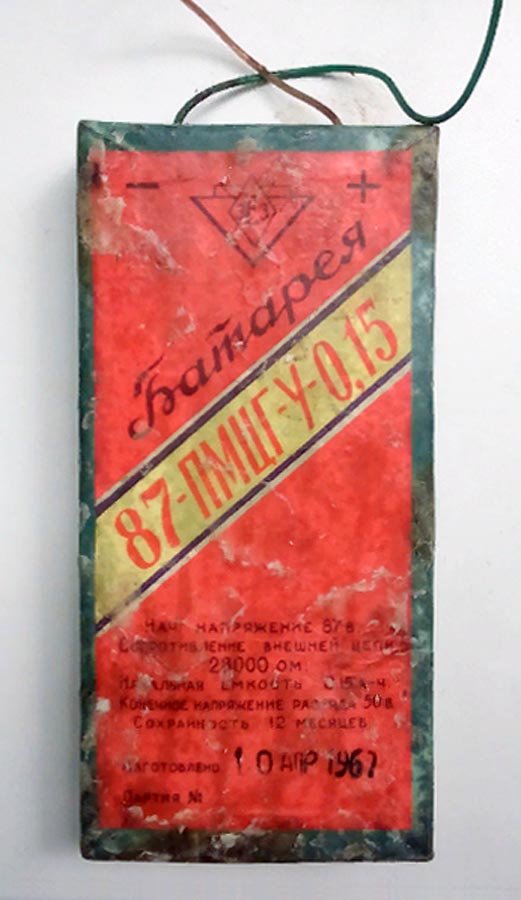 − +
Батарея
87-ПМЦГ-У-0,15
НАЧ. НАПРЯЖЕНИЕ 87 В.
СОПРОТИВЛЕНИЕ ВНЕШНЕЙ ЦЕПИ
28000 ОМ.
НАЧАЛЬНАЯ ЕМКОСТЬ 0,15 А-Ч
КОНЕЧНОЕ НАПРЯЖЕНИЕ РАЗРЯДА 50 В
СОХРАННОСТЬ 12 МЕСЯЦЕВ
ИЗГОТОВЛЕНО 10 АПР 1967
ПАРТИЯ №